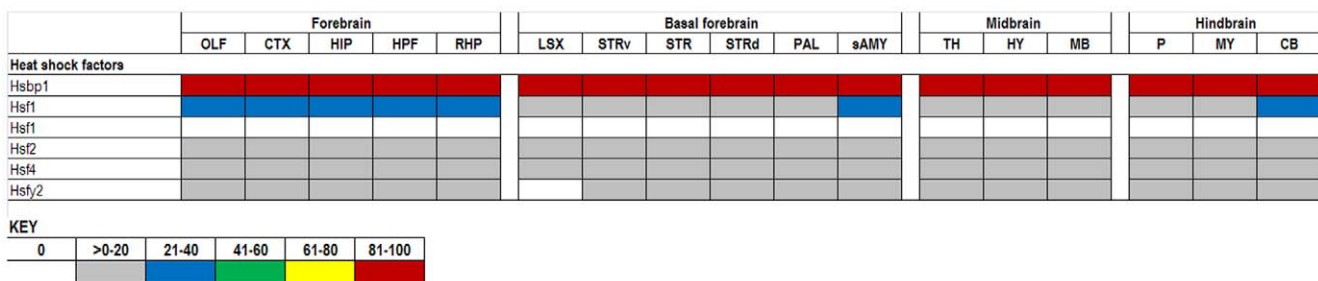 Forebrain Basal forebrain Midbrain Hindbrain
OLF CTX HIP HPF RHP LSX STRv STR STRd PAL sAMY TH HY MB P MY CB
Heat shock factors
Hsbp1
Hsf1
Hsf1
Hsf2
Hsf4
Hsfy2
KEY
0 >0-20 21-40 41-60 61-80 81-100